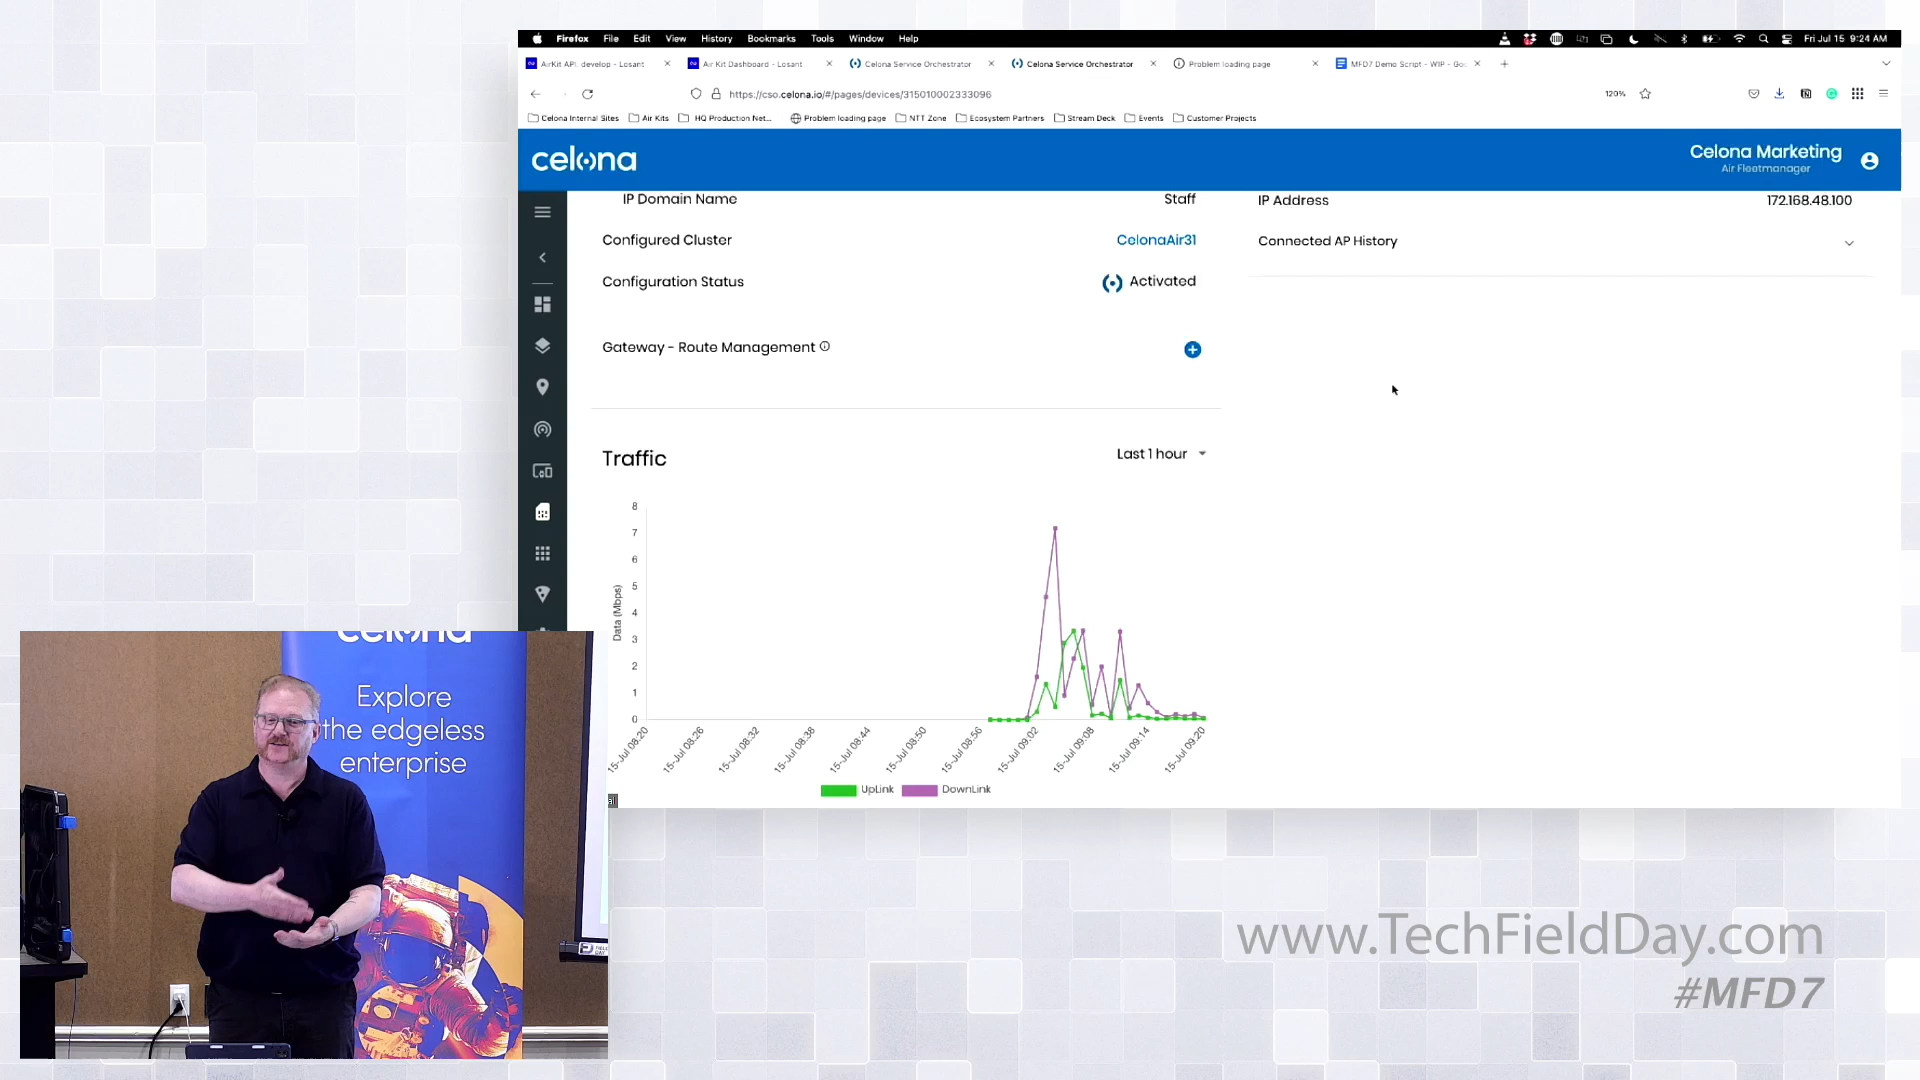 Firefox File Edit View History Bookmarks Tools Window Help
Fri Jul 15 9:24 AM
AirKit API, develop - Losant
Air Kit Dashboard - Losant
Celona Service Orchestrator
Celona Service Orchestrator
Problem loading page
MFD7 Demo Script - WIP - Goo
https://cso.celona.io/#/pages/devices/315010002333096
120%
Celona Internal Sites
Air Kits
HQ Production Net...
Problem loading page
NTT Zone
Ecosystem Partners
Stream Deck
Events
Customer Projects
celona
Celona Marketing
Air Fleetmanager
IP Domain Name
Staff
IP Address
172.168.48.100
Configured Cluster
CelonaAir31
Connected AP History
Configuration Status
Activated
Gateway - Route Management
Traffic
Last 1 hour
Data (Mbps)
8
7
6
5
4
3
2
1
0
15-Jul 08:20
15-Jul 08:26
15-Jul 08:32
15-Jul 08:38
15-Jul 08:44
15-Jul 08:50
15-Jul 08:56
15-Jul 09:02
15-Jul 09:08
15-Jul 09:14
15-Jul 09:20
UpLink
DownLink
celona
Explore
the edgeless
enterprise
www.TechFieldDay.com
#MFD7